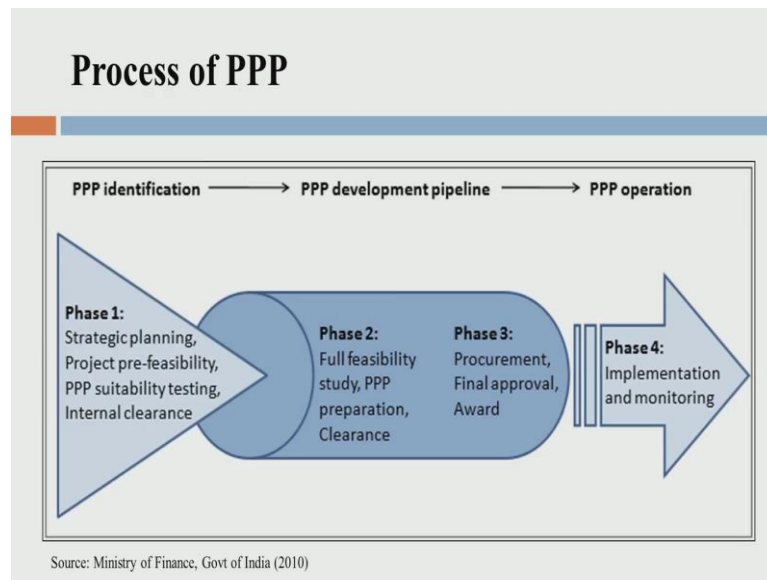 Process of PPP
PPP identification
PPP development pipeline
PPP operation
Phase 1:
Strategic planning,
Project pre-feasibility,
PPP suitability testing,
Internal clearance
Phase 2:
Full feasibility
study, PPP
preparation,
Clearance
Phase 3:
Procurement,
Final approval,
Award
Phase 4:
Implementation
and monitoring
Source: Ministry of Finance, Govt of India (2010)